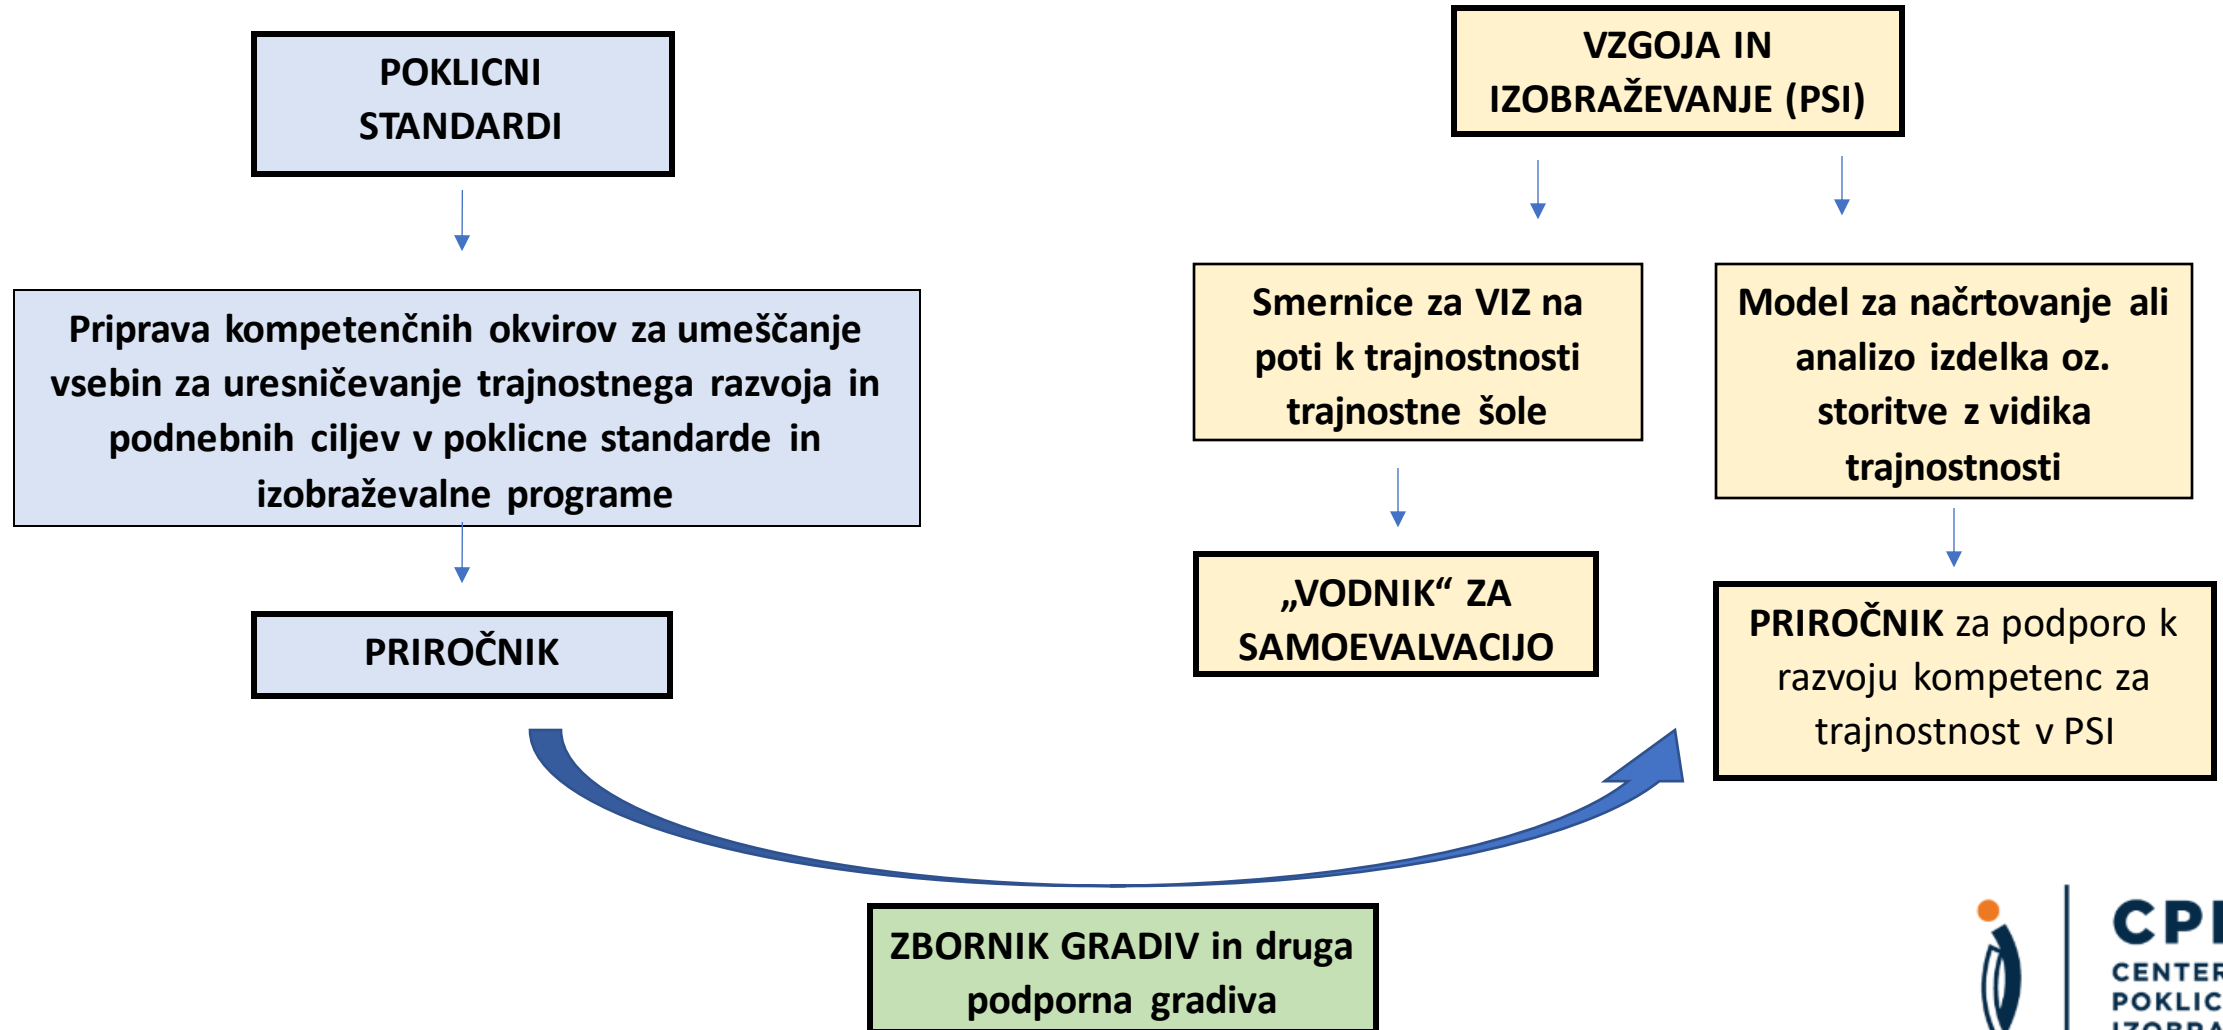 POKLICNI
STANDARDI
VZGOJA IN
IZOBRAŽEVANJE (PSI)
Priprava kompetenčnih okvirov za umeščanje
vsebin za uresničevanje trajnostnega razvoja in
podnebnih ciljev v poklicne standarde in
izobraževalne programe
Smernice za VIZ na
poti k trajnostnosti
trajnostne šole
Model za načrtovanje ali
analizo izdelka oz.
storitve z vidika
trajnostnosti
PRIROČNIK
„VODNIK“ ZA
SAMOEVALVACIJO
PRIROČNIK za podporo k
razvoju kompetenc za
trajnostnost v PSI
ZBORNIK GRADIV in druga
podporna gradiva
CENTER